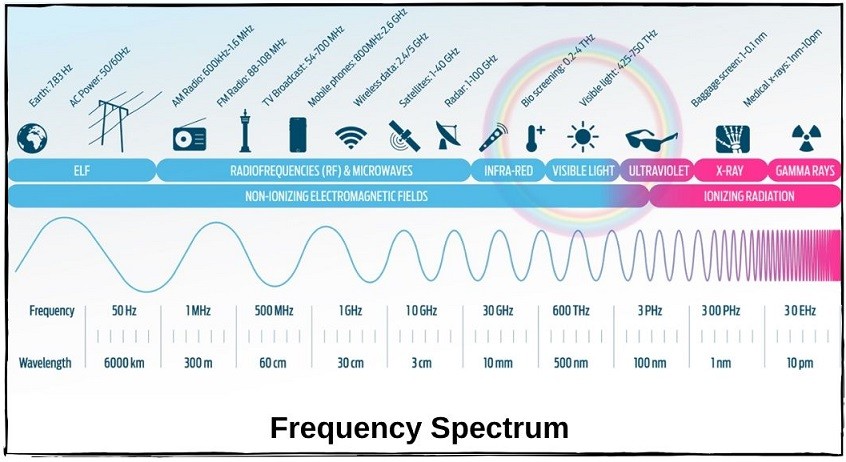 Earth: 7.83 Hz
AC Power: 50/60Hz
AM Radio: 600kHz-1.6 MHz
FM Radio: 88-108 MHz
TV Broadcast: 54-700 MHz
Mobile phones: 800MHz-2.6 GHz
Wireless data: 2.4/5 GHz
Satellites: 1-40 GHz
Radar: 1-100 GHz
Bio screening: 0.2-4 THz
Visible light: 425-750 THz
Baggage screen: 1-0.1 nm
Medical x-rays: 1nm-10pm
ELF RADIOFREQUENCIES (RF) & MICROWAVES INFRA-RED VISIBLE LIGHT ULTRAVIOLET X-RAY GAMMA RAYS
NON-IONIZING ELECTROMAGNETIC FIELDS IONIZING RADIATION
Frequency 50 Hz 1 MHz 500 MHz 1 GHz 10 GHz 30 GHz 600 THz 3 PHz 300 PHz 30 EHz
Wavelength 6000 km 300 m 60 cm 30 cm 3 cm 10 mm 500 nm 100 nm 1 nm 10 pm
Frequency Spectrum